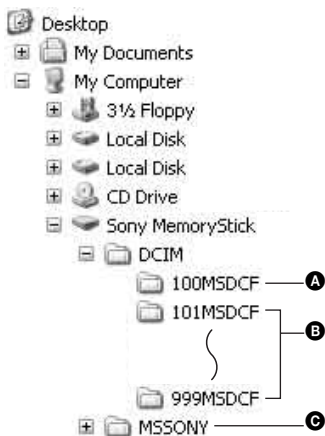 Desktop
My Documents
My Computer
3½ Floppy
Local Disk
Local Disk
CD Drive
Sony MemoryStick
DCIM
100MSDCF A
101MSDCF
B
999MSDCF
MSSONY C